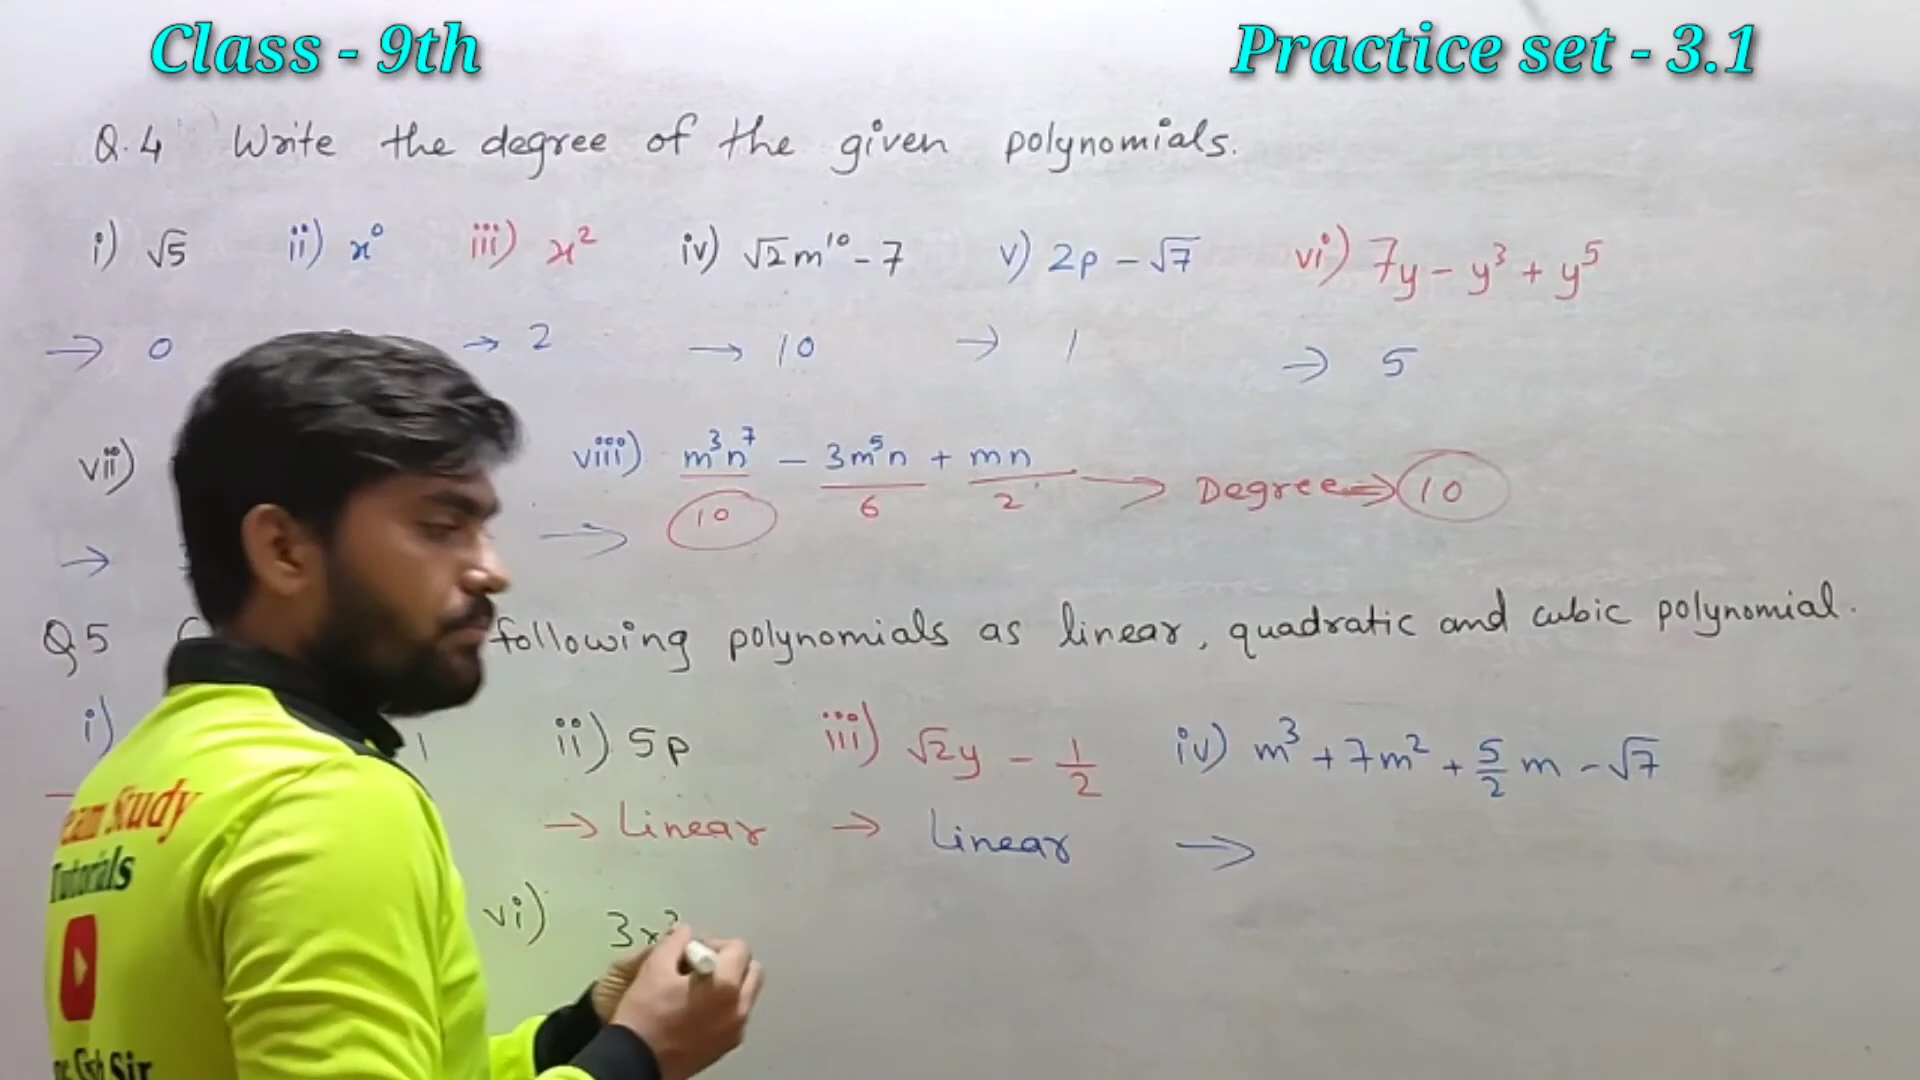 Class - 9th
Practice set - 3.1
Q.4 Write the degree of the given polynomials.
i) √5 ii) x⁰ iii) x² iv) √2m¹⁰ - 7 v) 2p - √7 vi) 7y - y³ + y⁵
→ 0 → 2 → 10 → 1 → 5
vii) viii) m³n⁷ - 3m⁵n + mn → Degree → 10
→ → 10 6 2
Q5 following polynomials as linear, quadratic and cubic polynomial.
i) 1 ii) 5p iii) √2y - 1/2 iv) m³ + 7m² + 5/2 m - √7
→ Linear → Linear →
vi) 3x
Study
Tutorials
Sir